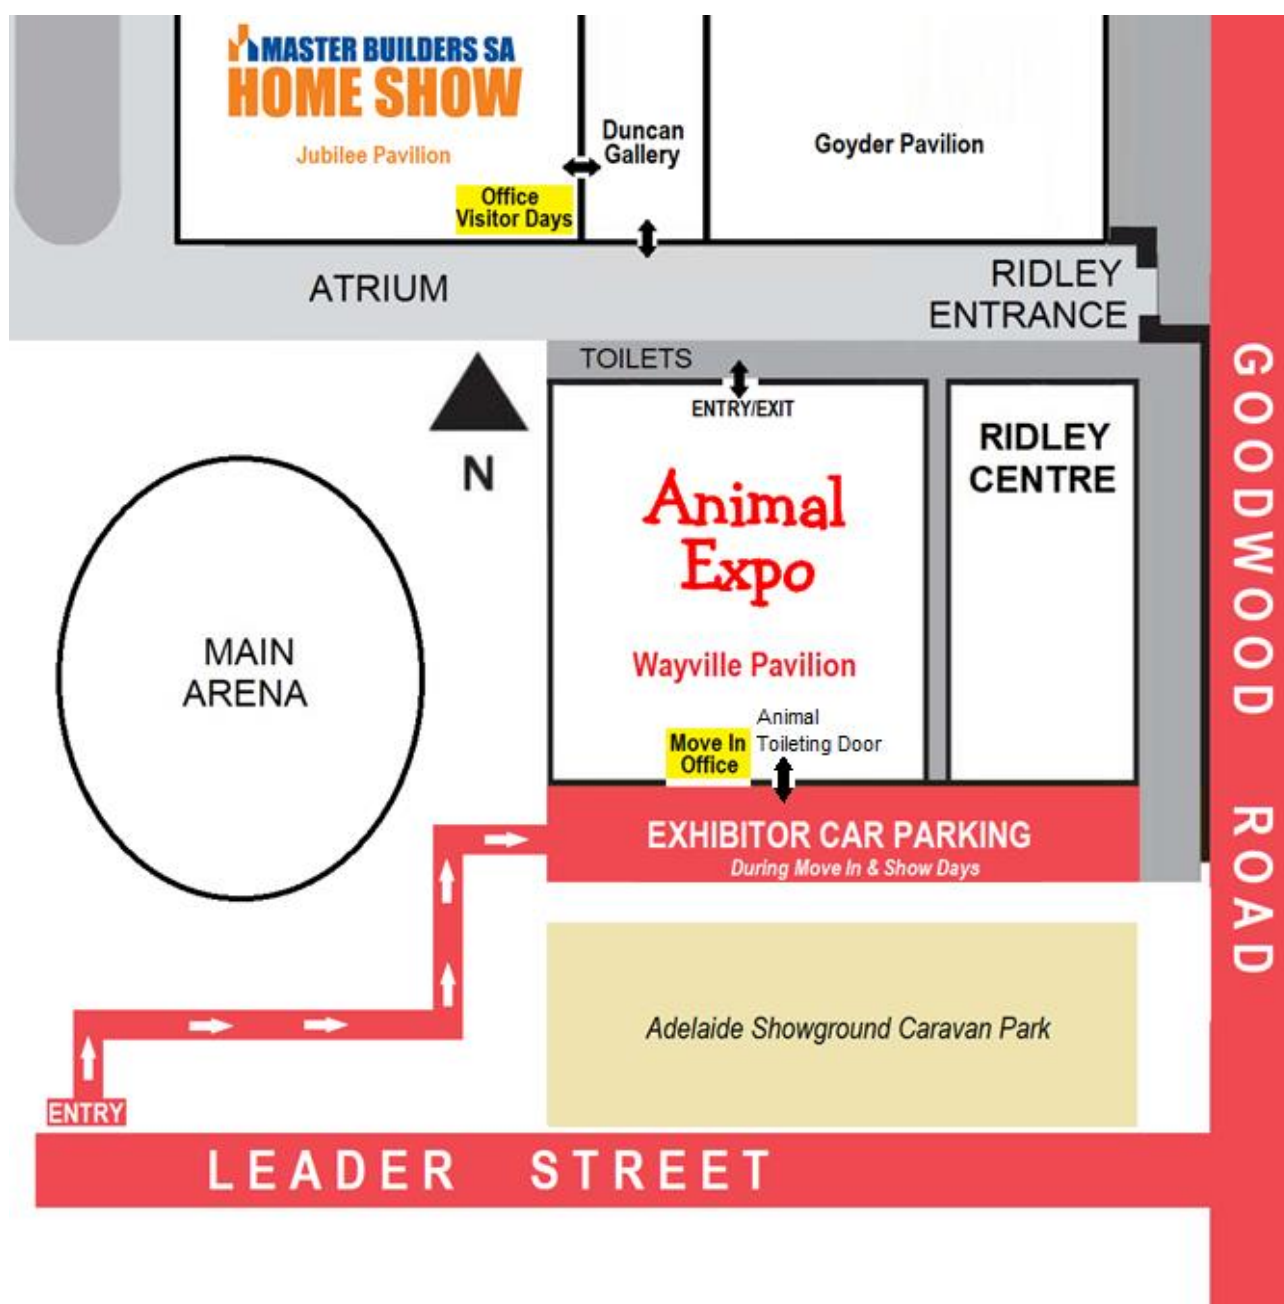 MASTER BUILDERS SA
HOME SHOW
Jubilee Pavilion
Office
Visitor Days
Duncan
Gallery
Goyder Pavilion
ATRIUM
RIDLEY
ENTRANCE
TOILETS
ENTRY/EXIT
N
RIDLEY
CENTRE
Animal
Expo
Wayville Pavilion
MAIN
ARENA
Move In
Office
Animal
Toileting Door
EXHIBITOR CAR PARKING
During Move In & Show Days
Adelaide Showground Caravan Park
ENTRY
LEADER STREET
GOODWOOD ROAD